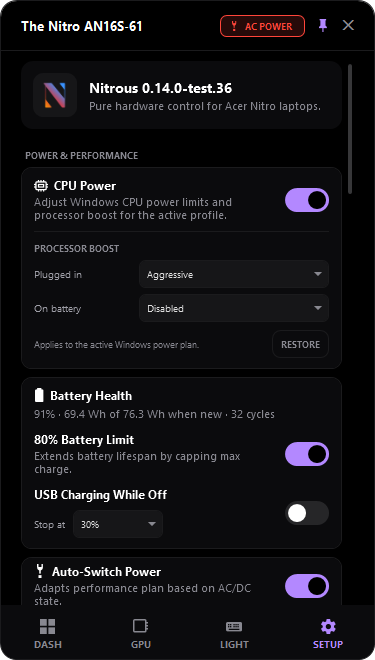 The Nitro AN16S-61
AC POWER
Nitrous 0.14.0-test.36
Pure hardware control for Acer Nitro laptops.
POWER & PERFORMANCE
CPU Power
Adjust Windows CPU power limits and
processor boost for the active profile.
PROCESSOR BOOST
Plugged in
Aggressive
On battery
Disabled
Applies to the active Windows power plan.
RESTORE
Battery Health
91% · 69.4 Wh of 76.3 Wh when new · 32 cycles
80% Battery Limit
Extends battery lifespan by capping max
charge.
USB Charging While Off
Stop at
30%
Auto-Switch Power
Adapts performance plan based on AC/DC
state.
DASH
GPU
LIGHT
SETUP